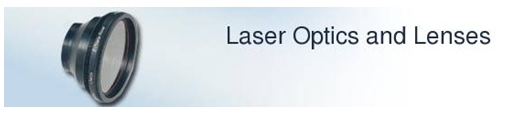 Laser Optics and Lenses